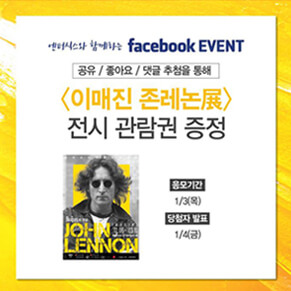 엔터식스와 함께하는 facebook EVENT
공유 / 좋아요 / 댓글 추첨을 통해
<이매진 존레논展>
전시 관람권 증정
JOHN
LENNON
응모기간
1/3(목)
당첨자 발표
1/4(금)